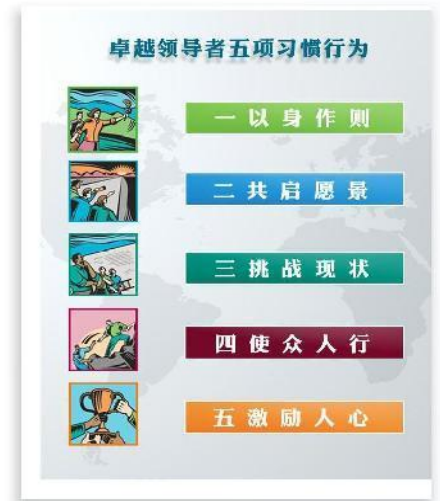 卓越领导者五项习惯行为
一以身作则
二共启愿景
三挑战现状
四使众人行
五激励人心